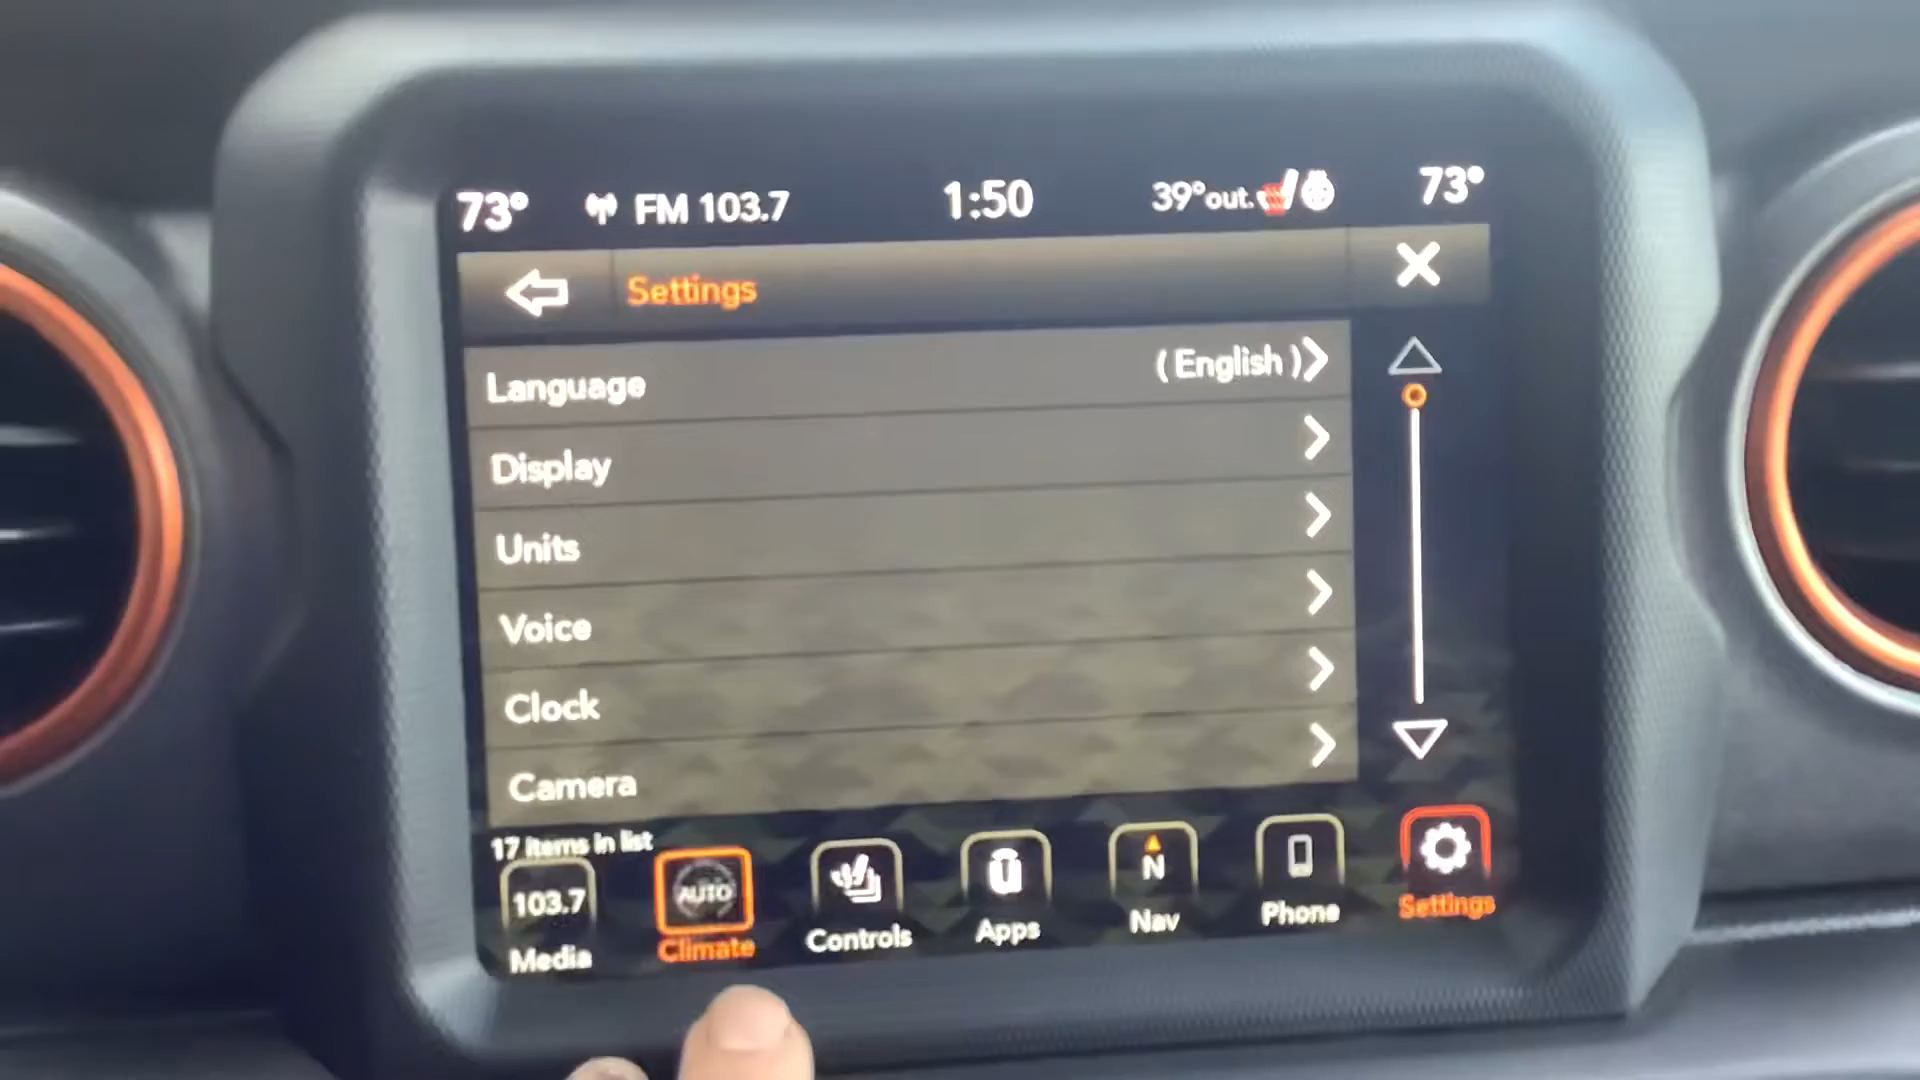 73° FM 103.7 1:50 39°out. 73°
Settings
Language (English)
Display
Units
Voice
Clock
Camera
17 items in list
103.7 AUTO N
Media Climate Controls Apps Nav Phone Settings